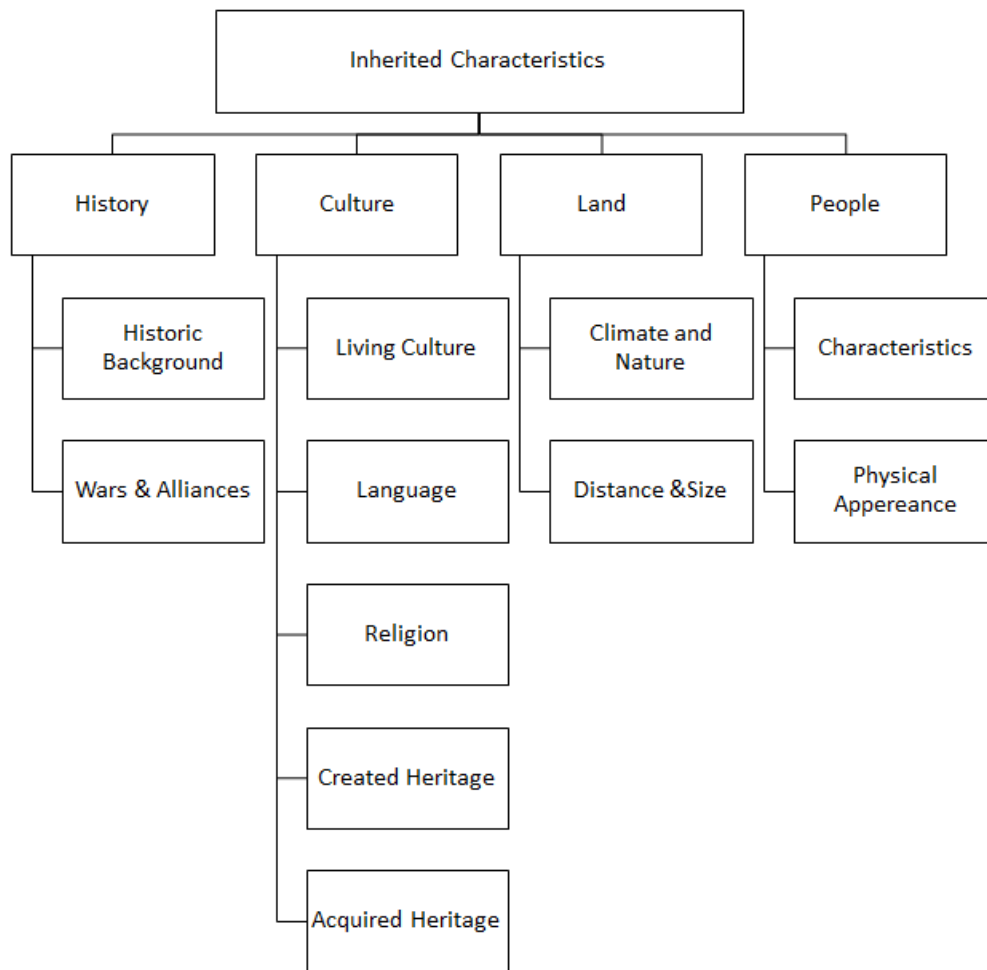 Inherited Characteristics
History
Culture
Land
People
Historic
Background
Living Culture
Climate and
Nature
Characteristics
Wars & Alliances
Language
Distance &Size
Physical
Appereance
Religion
Created Heritage
Acquired Heritage